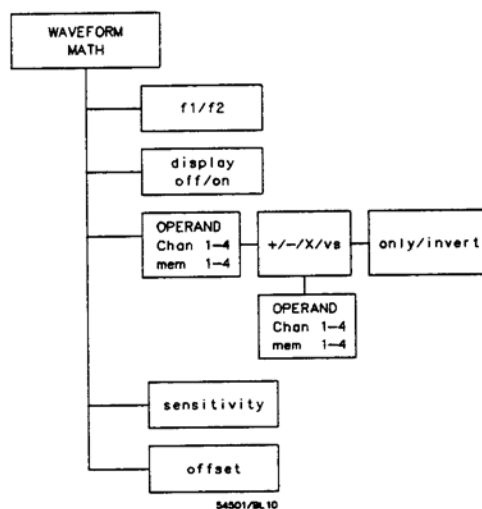 WAVEFORM
MATH
f1/f2
display
off/on
OPERAND
Chan 1-4
mem 1-4
+/-/X/vs
only/invert
OPERAND
Chan 1-4
mem 1-4
sensitivity
offset
54501/BL10